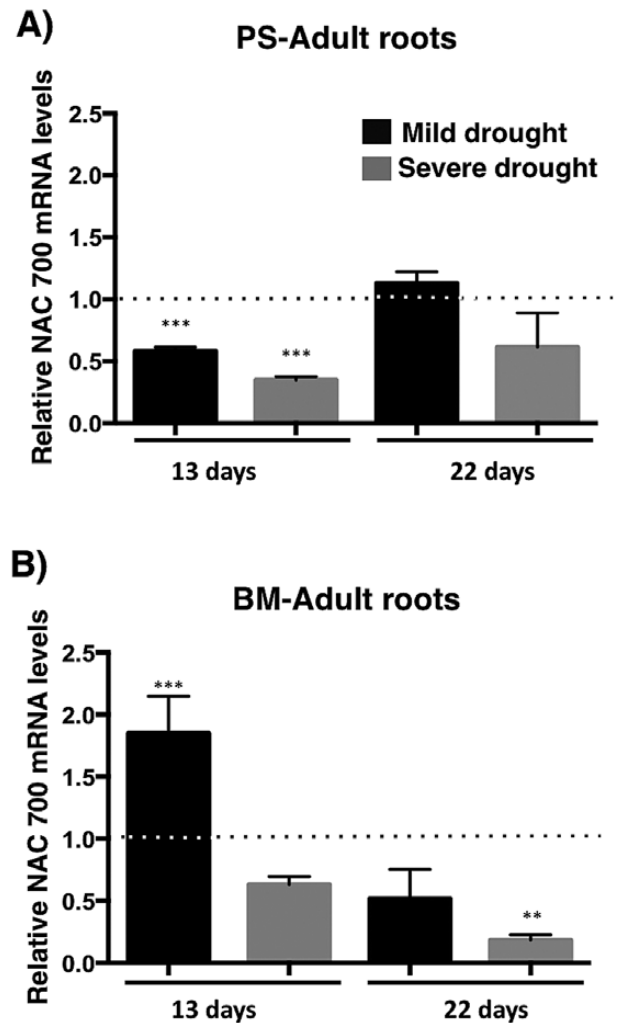 A)
PS-Adult roots
Relative NAC 700 mRNA levels
2.5
2.0
1.5
1.0
0.5
0.0
Mild drought
Severe drought
***
***
13 days
22 days
B)
BM-Adult roots
Relative NAC 700 mRNA levels
2.5
2.0
1.5
1.0
0.5
0.0
***
**
13 days
22 days